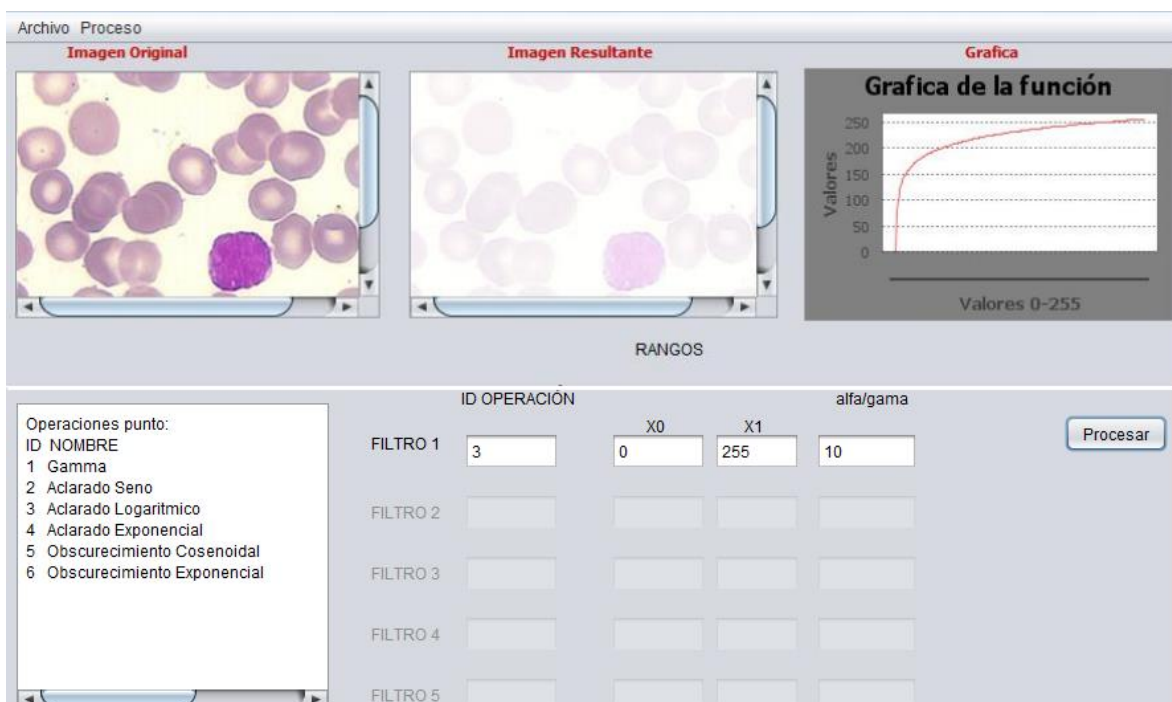 Archivo Proceso
Imagen Original
Imagen Resultante
Grafica
Grafica de la función
250
200
150
100
50
0
Valores
Valores 0-255
RANGOS
ID OPERACIÓN
alfa/gama
X0
X1
FILTRO 1
3
0
255
10
Procesar
Operaciones punto:
ID NOMBRE
1 Gamma
2 Aclarado Seno
3 Aclarado Logaritmico
4 Aclarado Exponencial
5 Obscurecimiento Cosenoidal
6 Obscurecimiento Exponencial
FILTRO 2
FILTRO 3
FILTRO 4
FILTRO 5